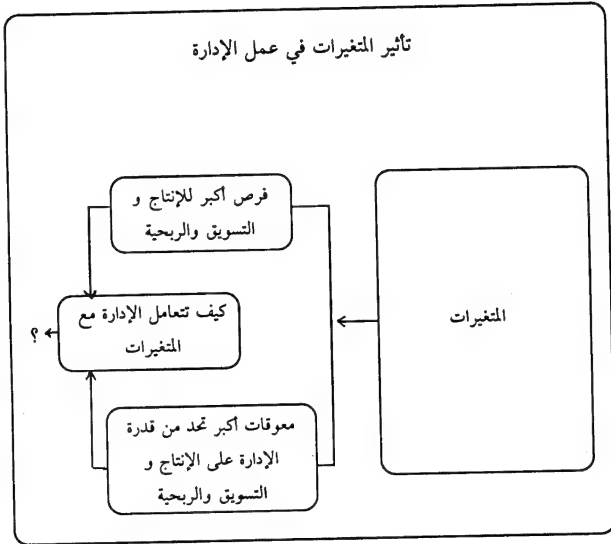 تأثير المتغيرات في عمل الإدارة
المتغيرات
فرص أكبر للإنتاج و
التسويق والربحية
كيف تتعامل الإدارة مع
المتغيرات
؟
معوقات أكبر تحد من قدرة
الإدارة على الإنتاج و
التسويق والربحية